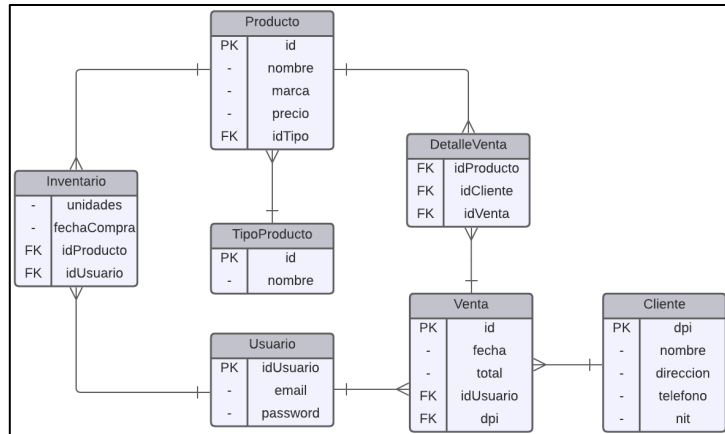 Producto
PK id
- nombre
- marca
- precio
FK idTipo
DetalleVenta
FK idProducto
FK idCliente
FK idVenta
Inventario
- unidades
- fechaCompra
FK idProducto
FK idUsuario
TipoProducto
PK id
- nombre
Venta
PK id
- fecha
- total
FK idUsuario
FK dpi
Cliente
PK dpi
- nombre
- direccion
- telefono
- nit
Usuario
PK idUsuario
- email
- password